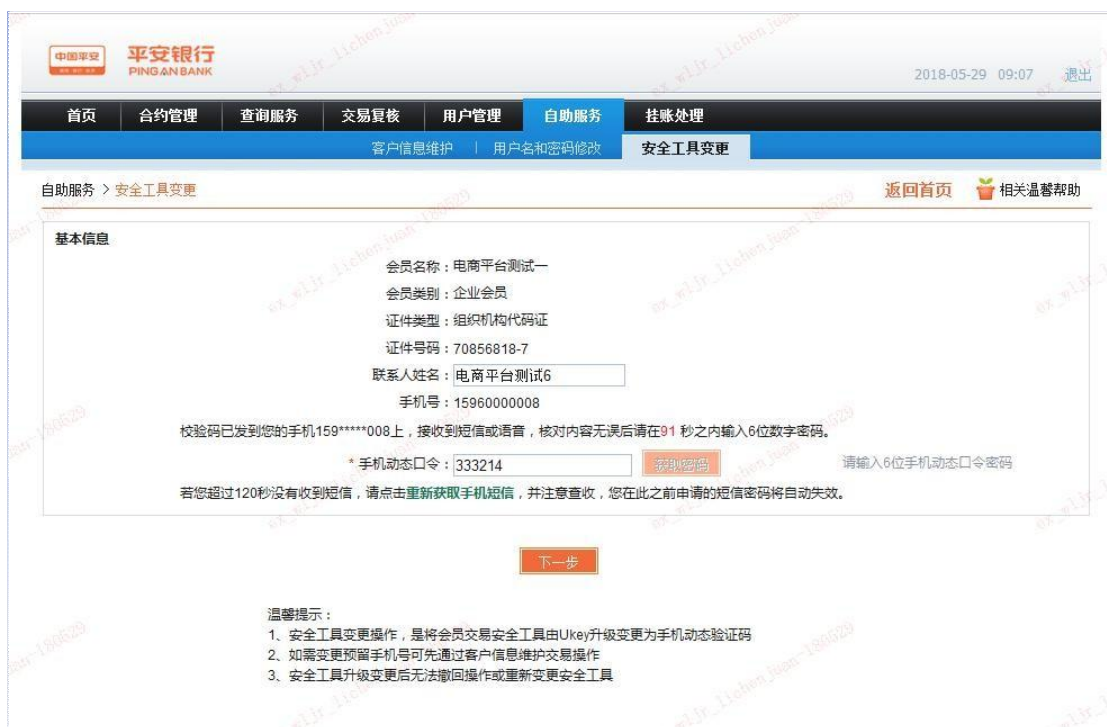 中国平安 平安银行
PING AN BANK
2018-05-29 09:07 退出
首页 合约管理 查询服务 交易复核 用户管理 自助服务 挂账处理
客户信息维护 | 用户名和密码修改 安全工具变更
自助服务 > 安全工具变更 返回首页 相关温馨帮助
基本信息
会员名称：电商平台测试一
会员类别：企业会员
证件类型：组织机构代码证
证件号码：70856818-7
联系人姓名：电商平台测试6
手机号：15960000008
校验码已发到您的手机159*****008上，接收到短信或语音，核对内容无误后请在91 秒之内输入6位数字密码。
* 手机动态口令：333214 获取密码 请输入6位手机动态口令密码
若您超过120秒没有收到短信，请点击重新获取手机短信，并注意查收，您在此之前申请的短信密码将自动失效。
下一步
温馨提示：
1、安全工具变更操作，是将会员交易安全工具由Ukey升级变更为手机动态验证码
2、如需变更预留手机号可先通过客户信息维护交易操作
3、安全工具升级变更后无法撤回操作或重新变更安全工具